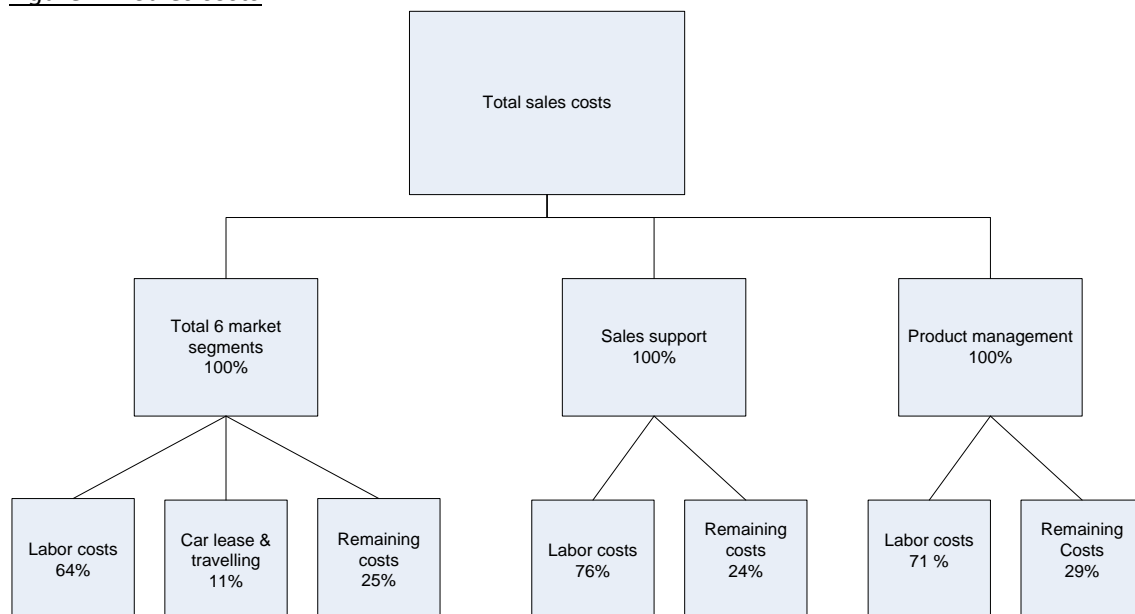 Total sales costs
Total 6 market
segments
100%
Sales support
100%
Product management
100%
Labor costs
64%
Car lease &
travelling
11%
Remaining
costs
25%
Labor costs
76%
Remaining
costs
24%
Labor costs
71 %
Remaining
Costs
29%